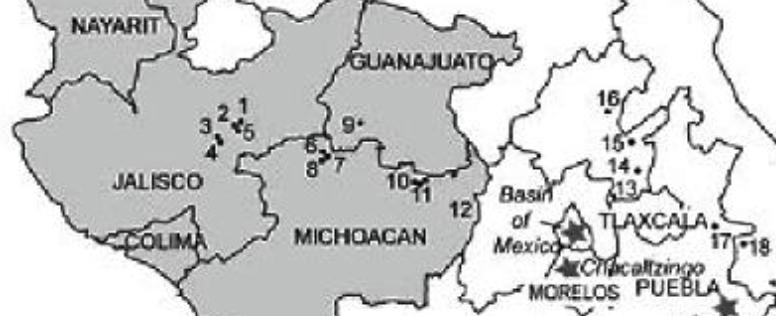 NAYARIT
GUANAJUATO
1
2
3
5
4
9
6
7
8
16
15
14
13
10
11
12
JALISCO
COLIMA
MICHOACAN
Basin
of
Mexico
TLAXCALA
17
18
Chacaltzingo
MORELOS
PUEBLA